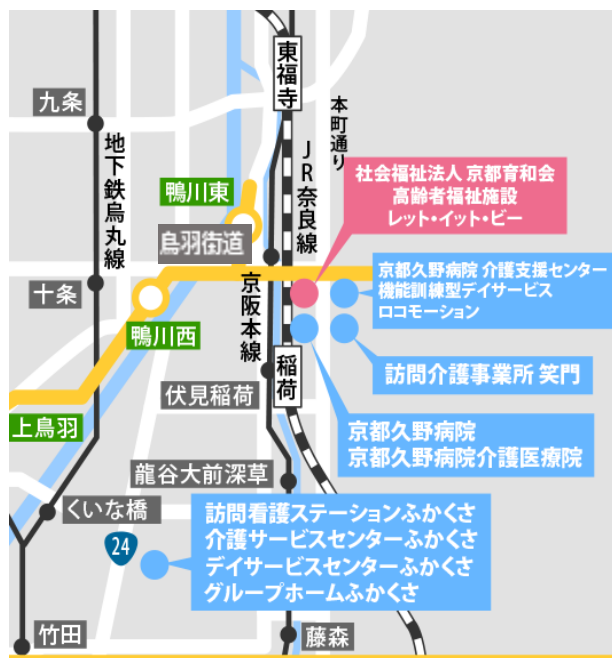 東福寺
九条
本町通り
地下鉄烏丸線
JR奈良線
社会福祉法人 京都育和会
高齢者福祉施設
レット・イット・ビー
鴨川東
鳥羽街道
京都久野病院 介護支援センター
機能訓練型デイサービス
ロコモーション
十条
京阪本線
鴨川西
稲荷
訪問介護事業所 笑門
伏見稲荷
上鳥羽
京都久野病院
京都久野病院介護医療院
龍谷大前深草
くいな橋
訪問看護ステーションふかくさ
介護サービスセンターふかくさ
デイサービスセンターふかくさ
グループホームふかくさ
24
竹田
藤森